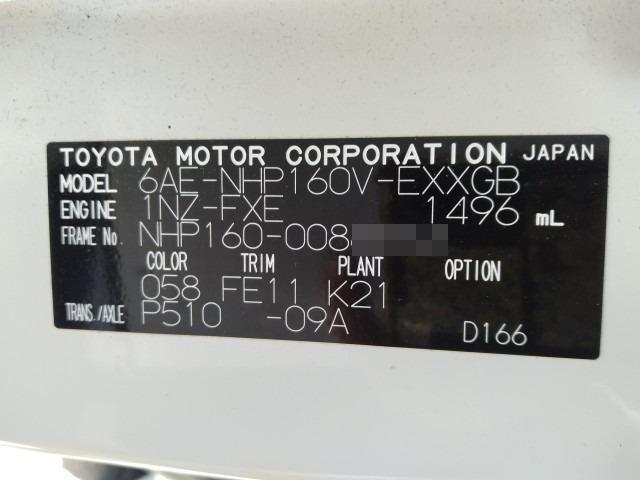 TOYOTA MOTOR CORPORATION JAPAN
MODEL 6AE-NHP160V-EXXGB
ENGINE 1NZ-FXE 1496 mL
FRAME No. NHP160-008
COLOR TRIM PLANT OPTION
058 FE11 K21
TRANS./AXLE P510 -09A D166